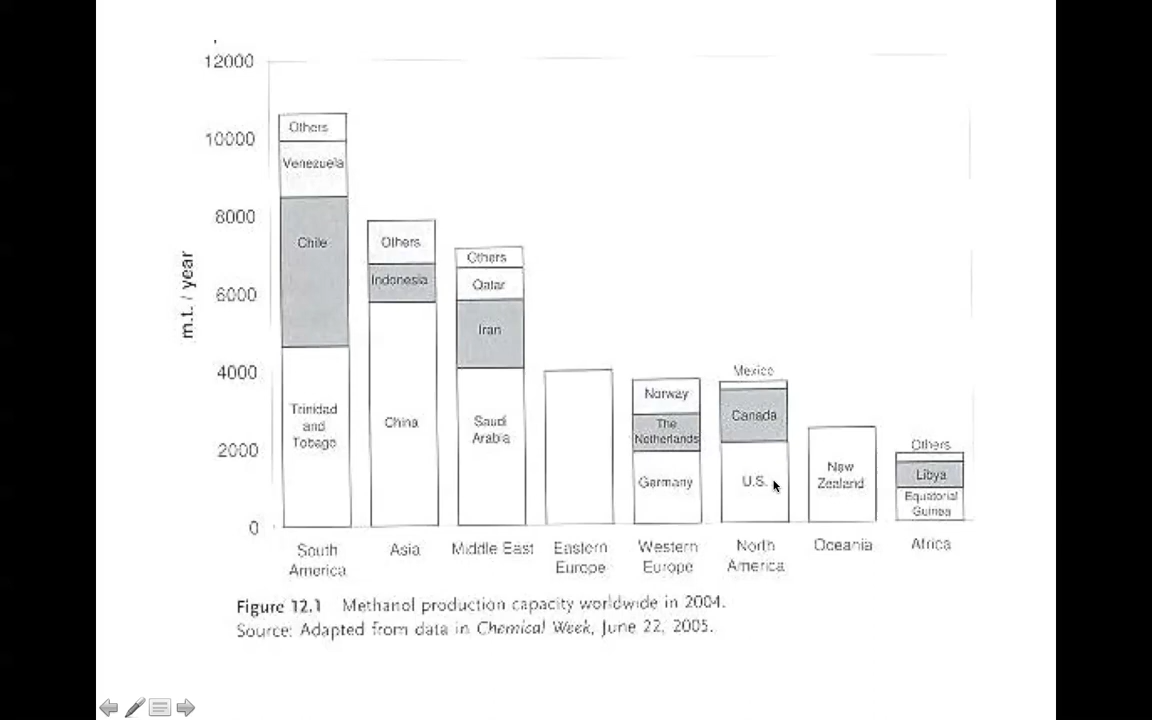 12000
10000
8000
6000
4000
2000
0
m.t. / year
Others
Venezuela
Chile
Trinidad
and
Tobago
Others
Indonesia
China
Others
Qatar
Iran
Saudi
Arabia
Norway
The
Netherlands
Germany
Mexico
Canada
U.S.
New
Zealand
Others
Libya
Equatorial
Guinea
South
America
Asia
Middle East
Eastern
Europe
Western
Europe
North
America
Oceania
Africa
Figure 12.1 Methanol production capacity worldwide in 2004.
Source: Adapted from data in Chemical Week, June 22, 2005.